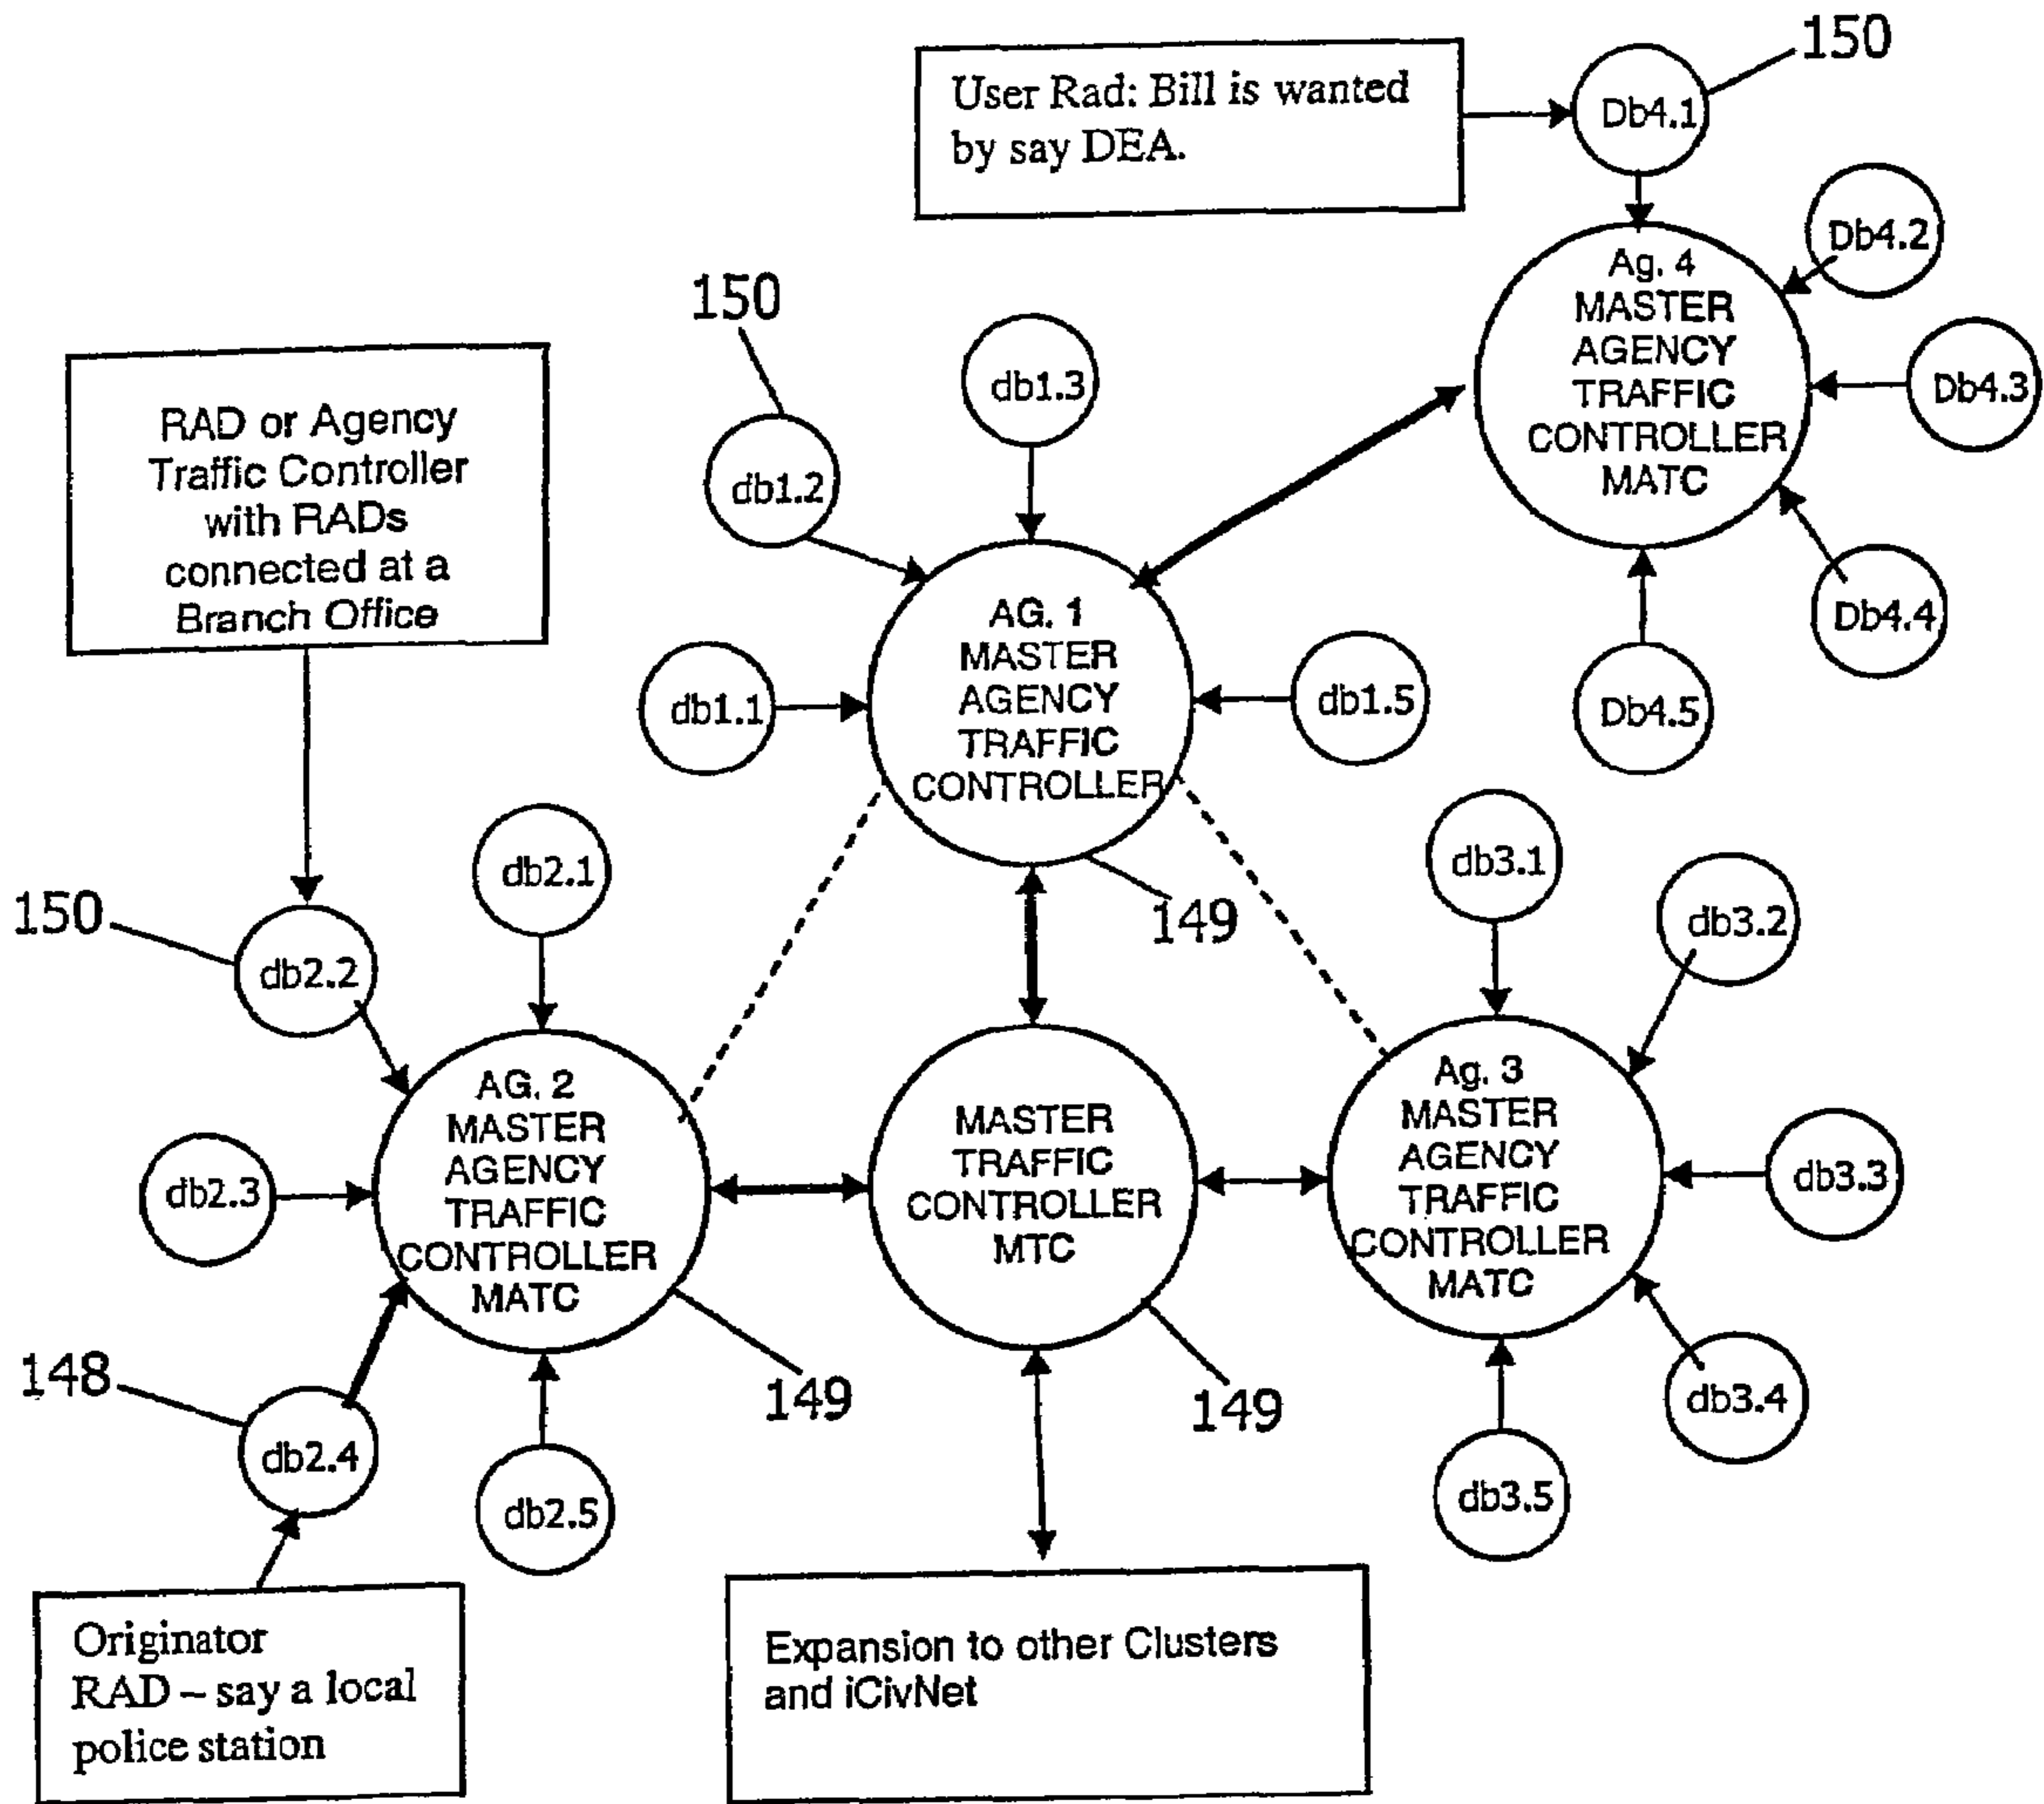 150
User Rad: Bill is wanted
by say DEA.
Db4.1
Db4.2
Ag. 4
MASTER
AGENCY
TRAFFIC
CONTROLLER
MATC
Db4.3
Db4.4
Db4.5
150
db1.3
db1.2
RAD or Agency
Traffic Controller
with RADs
connected at a
Branch Office
AG. 1
MASTER
AGENCY
TRAFFIC
CONTROLLER
db1.1
db1.5
149
db2.1
150
db2.2
AG. 2
MASTER
AGENCY
TRAFFIC
CONTROLLER
MATC
db2.3
149
148
db2.4
db2.5
MASTER
TRAFFIC
CONTROLLER
MTC
149
db3.1
db3.2
Ag. 3
MASTER
AGENCY
TRAFFIC
CONTROLLER
MATC
db3.3
db3.4
db3.5
Originator
RAD – say a local
police station
Expansion to other Clusters
and iCivNet